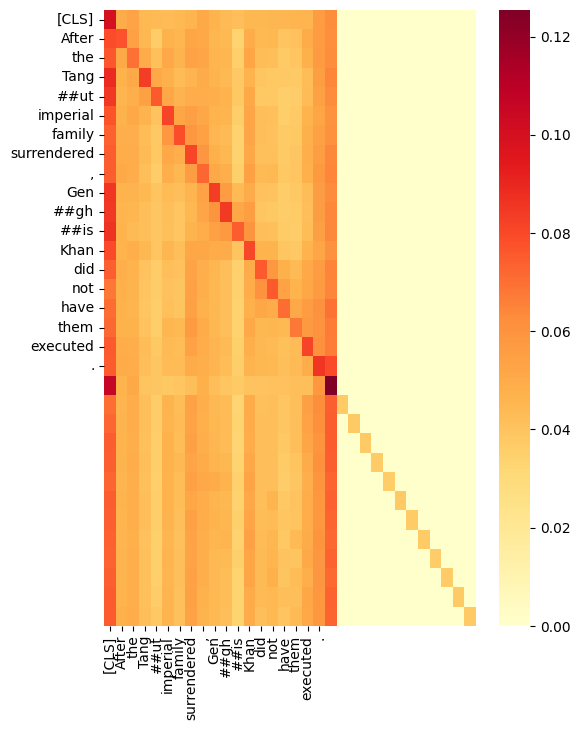 [CLS]
After
the
Tang
##ut
imperial
family
surrendered
,
Gen
##gh
##is
Khan
did
not
have
them
executed
.
0.12
0.10
0.08
0.06
0.04
0.02
0.00
[CLS]
After
the
Tang
##ut
imperial
family
surrendered
,
Gen
##gh
##is
Khan
did
not
have
them
executed
.